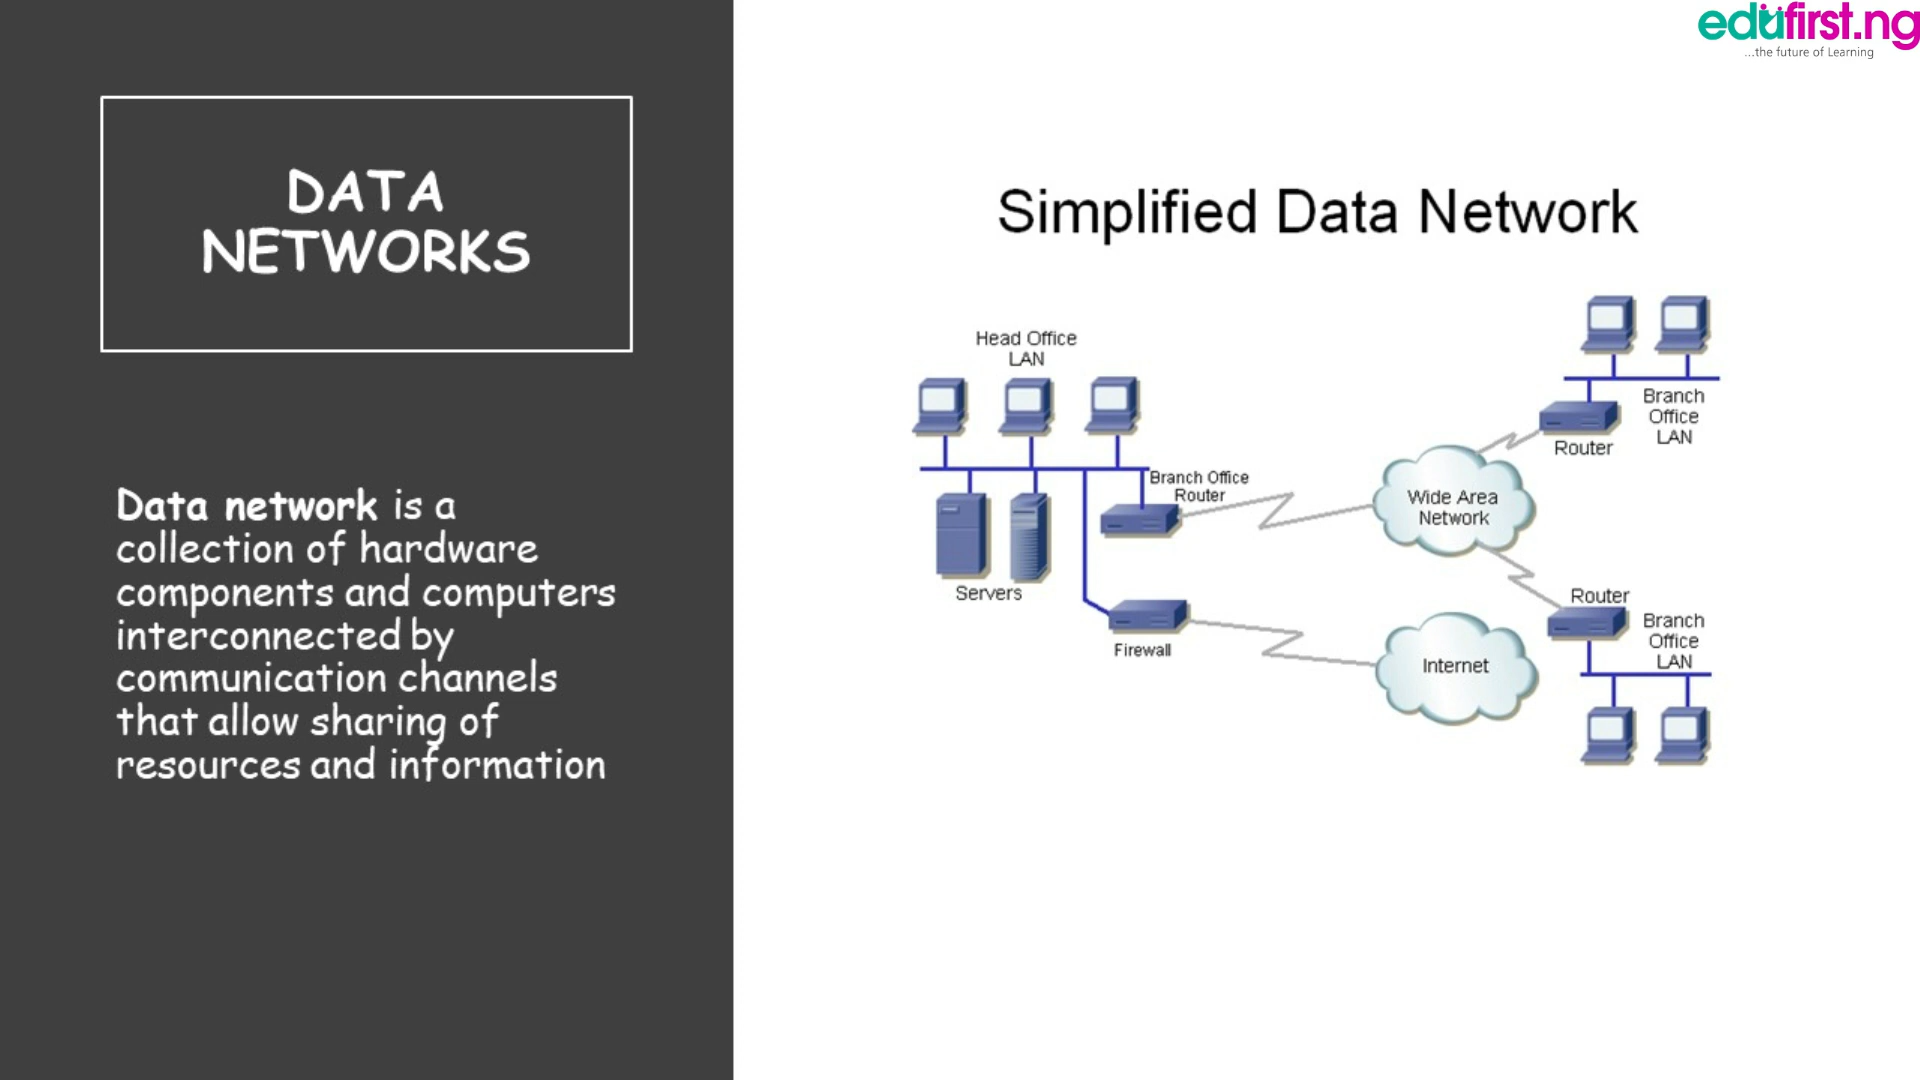 edufirst.ng
...the future of Learning
DATA
NETWORKS
Data network is a
collection of hardware
components and computers
interconnected by
communication channels
that allow sharing of
resources and information
Simplified Data Network
Head Office
LAN
Servers
Branch Office
Router
Firewall
Wide Area
Network
Internet
Router
Branch
Office
LAN
Router
Branch
Office
LAN